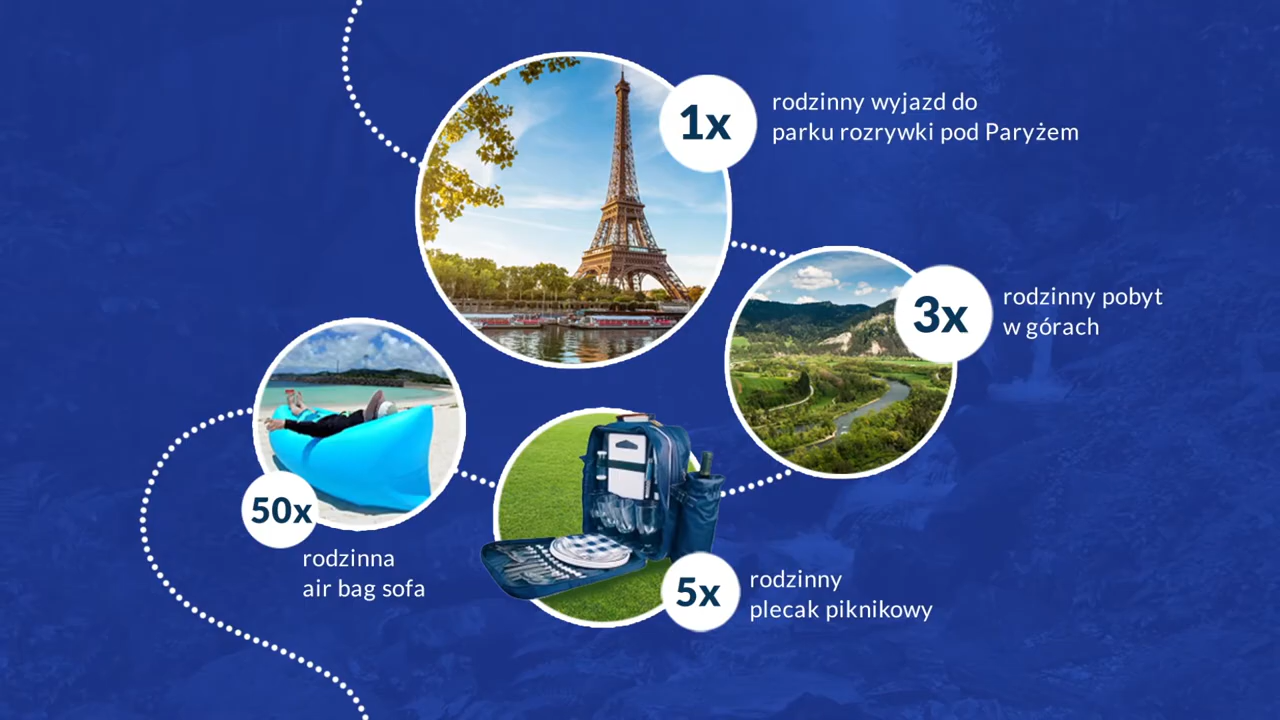 1x
rodzinny wyjazd do
parku rozrywki pod Paryżem
3x
rodzinny pobyt
w górach
50x
rodzinna
air bag sofa
5x
rodzinny
plecak piknikowy